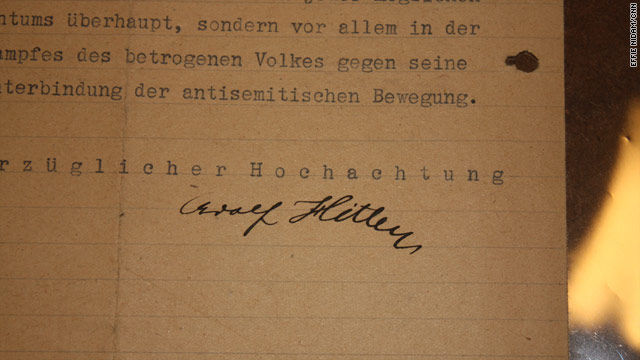 tums überhaupt, sondern vor allem in der
ampfes des betrogenen Volkes gegen seine
terbindung der antisemitischen Bewegung.
rzüglicher Hochachtung
Adolf Hitler
EFFIE NIDAM/CNN